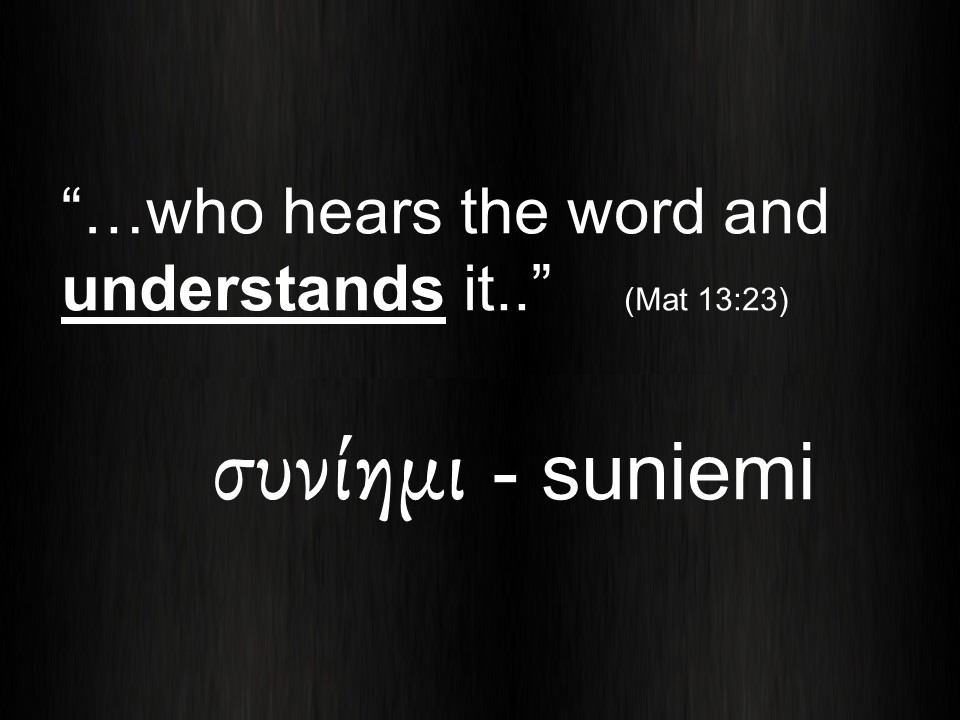 “…who hears the word and
understands it..” (Mat 13:23)
συνίημι - suniemi